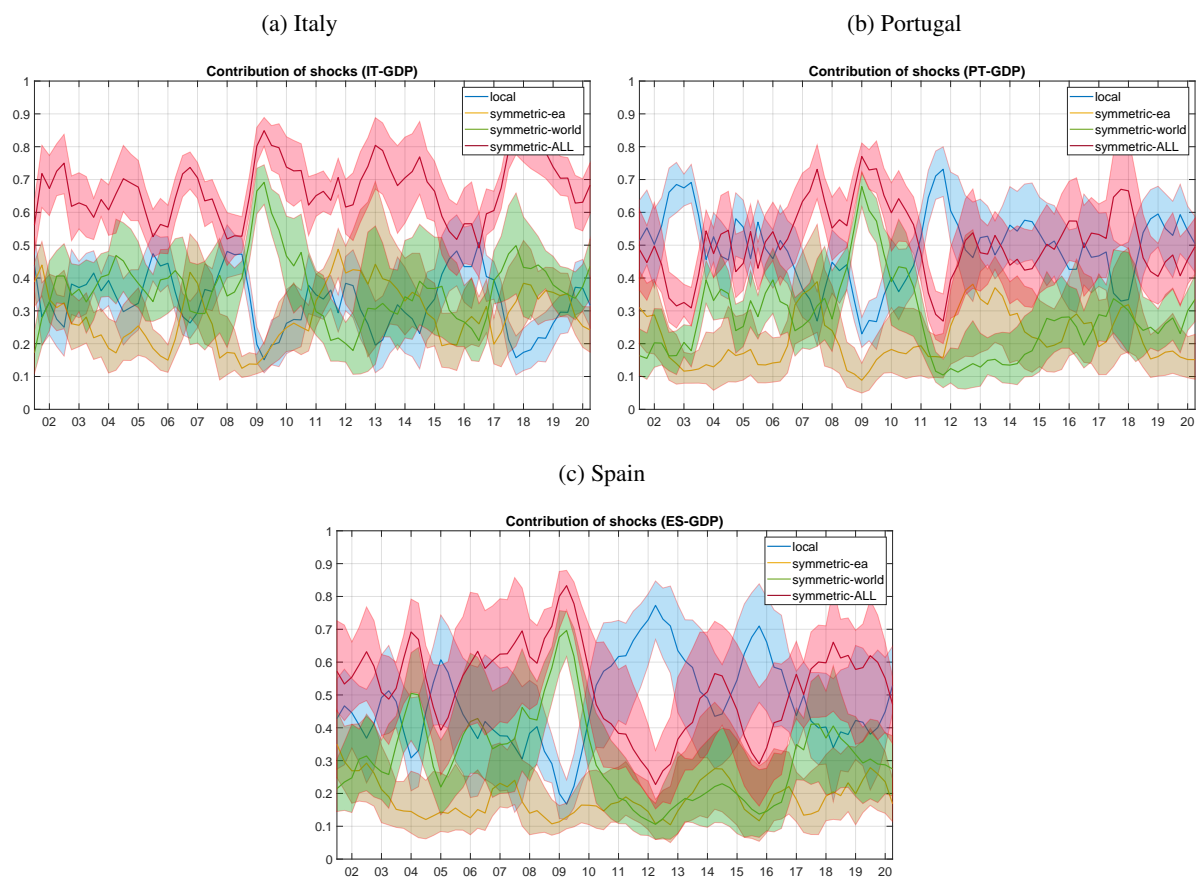 (a) Italy
(b) Portugal
Contribution of shocks (IT-GDP)
1
0.9
0.8
0.7
0.6
0.5
0.4
0.3
0.2
0.1
0
local
symmetric-ea
symmetric-world
symmetric-ALL
02 03 04 05 06 07 08 09 10 11 12 13 14 15 16 17 18 19 20
Contribution of shocks (PT-GDP)
1
0.9
0.8
0.7
0.6
0.5
0.4
0.3
0.2
0.1
0
local
symmetric-ea
symmetric-world
symmetric-ALL
02 03 04 05 06 07 08 09 10 11 12 13 14 15 16 17 18 19 20
(c) Spain
Contribution of shocks (ES-GDP)
1
0.9
0.8
0.7
0.6
0.5
0.4
0.3
0.2
0.1
0
local
symmetric-ea
symmetric-world
symmetric-ALL
02 03 04 05 06 07 08 09 10 11 12 13 14 15 16 17 18 19 20